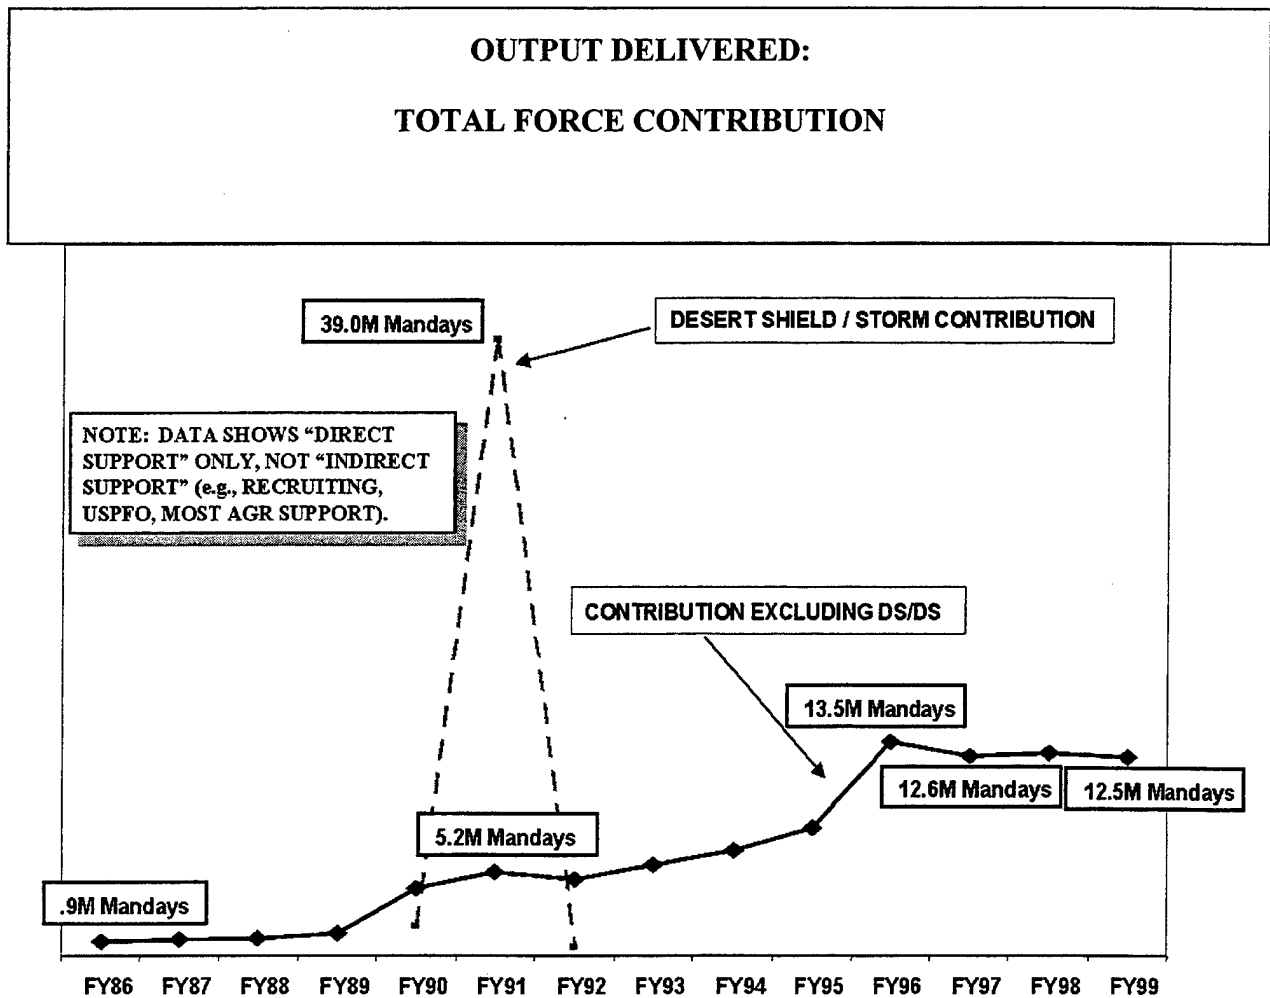 OUTPUT DELIVERED:
TOTAL FORCE CONTRIBUTION
39.0M Mandays
DESERT SHIELD / STORM CONTRIBUTION
NOTE: DATA SHOWS “DIRECT
SUPPORT” ONLY, NOT “INDIRECT
SUPPORT” (e.g., RECRUITING,
USPFO, MOST AGR SUPPORT).
CONTRIBUTION EXCLUDING DS/DS
13.5M Mandays
12.6M Mandays
12.5M Mandays
5.2M Mandays
.9M Mandays
FY86 FY87 FY88 FY89 FY90 FY91 FY92 FY93 FY94 FY95 FY96 FY97 FY98 FY99